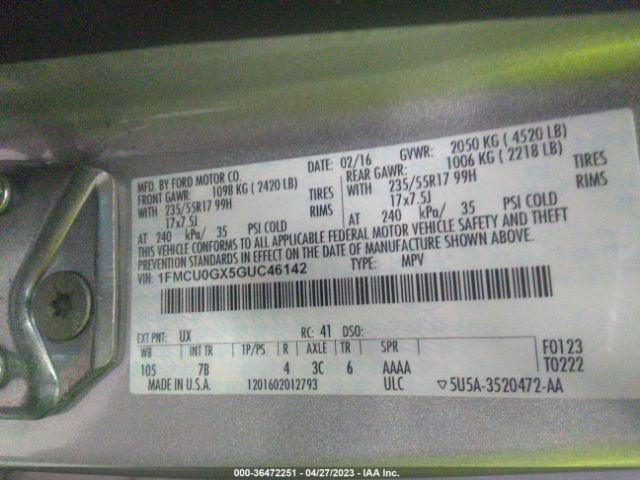 MFD. BY FORD MOTOR CO.
DATE: 02/16 GVWR: 2050 KG ( 4520 LB)
FRONT GAWR: 1098 KG ( 2420 LB) REAR GAWR: 1006 KG ( 2218 LB)
WITH 235/55R17 99H TIRES WITH 235/55R17 99H TIRES
17x7.5J RIMS 17x7.5J RIMS
AT 240 kPa/ 35 PSI COLD AT 240 kPa/ 35 PSI COLD
THIS VEHICLE CONFORMS TO ALL APPLICABLE FEDERAL MOTOR VEHICLE SAFETY AND THEFT
PREVENTION STANDARDS IN EFFECT ON THE DATE OF MANUFACTURE SHOWN ABOVE.
VIN: 1FMCU0GX5GUC46142 TYPE: MPV
EXT PNT: UX RC: 41 DSO:
WB INT TR TP/PS R AXLE TR SPR F0123
105 7B 4 3C 6 AAAA T0222
MADE IN U.S.A. 1201602012793 ULC ▽5U5A-3520472-AA
000-36472251 - 04/27/2023 - IAA Inc.